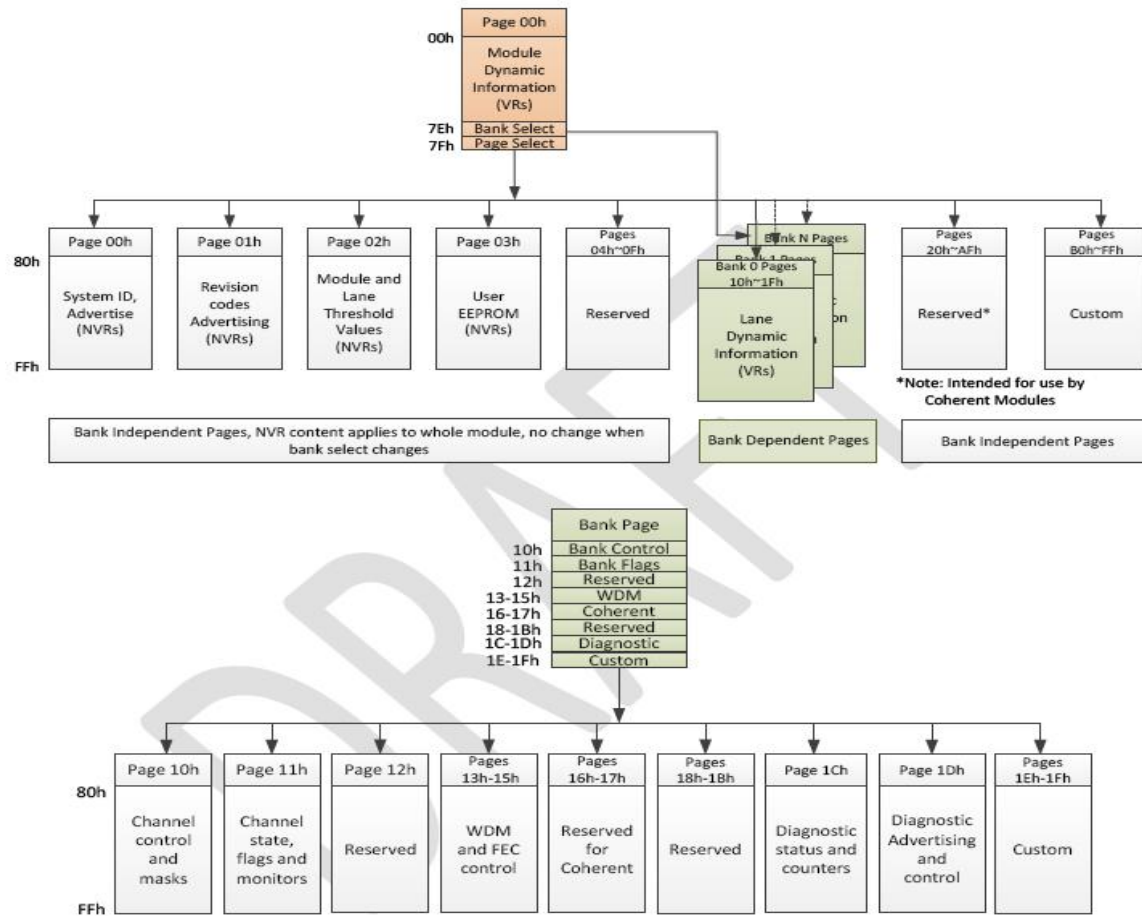 Page 00h
00h
Module
Dynamic
Information
(VRs)
7Eh
Bank Select
7Fh
Page Select
80h
FFh
Page 00h
System ID,
Advertise
(NVRs)
Page 01h
Revision
codes
Advertising
(NVRs)
Page 02h
Module and
Lane
Threshold
Values
(NVRs)
Page 03h
User
EEPROM
(NVRs)
Pages
04h~0Fh
Reserved
Bank N Pages
Bank 1 Pages
Bank 0 Pages
10h~1Fh
Lane
Dynamic
Information
(VRs)
Pages
20h~AFh
Reserved*
Pages
B0h~FFh
Custom
*Note: Intended for use by
Coherent Modules
Bank Independent Pages, NVR content applies to whole module, no change when
bank select changes
Bank Dependent Pages
Bank Independent Pages
Bank Page
10h
Bank Control
11h
Bank Flags
12h
Reserved
13-15h
WDM
16-17h
Coherent
18-1Bh
Reserved
1C-1Dh
Diagnostic
1E-1Fh
Custom
80h
FFh
Page 10h
Channel
control
and
masks
Page 11h
Channel
state,
flags and
monitors
Page 12h
Reserved
Pages
13h-15h
WDM
and FEC
control
Pages
16h-17h
Reserved
for
Coherent
Pages
18h-1Bh
Reserved
Page 1Ch
Diagnostic
status and
counters
Page 1Dh
Diagnostic
Advertising
and
control
Pages
1Eh-1Fh
Custom
DRAFT